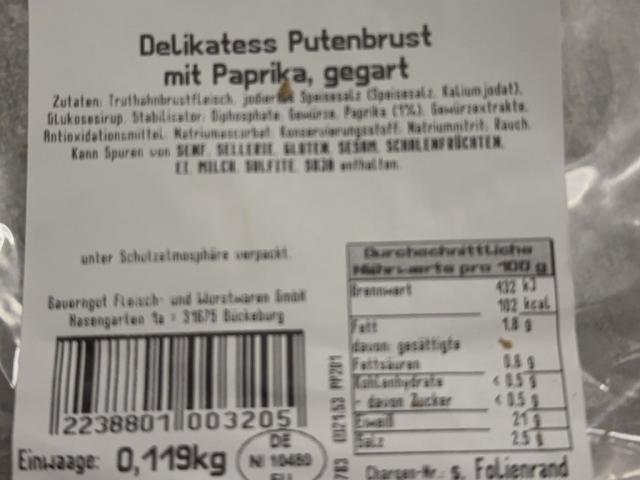 Delikatess Putenbrust
mit Paprika, gegart
Zutaten: Truthahnbrustfleisch, Speisesalz (Speisesalz, Kaliumjodat),
Glukosesirup, Stabilisator: Diphosphate, Gewürze, Paprika (1%), Gewürzextrakte,
Antioxidationsmittel: Natriumascorbat, Konservierungsstoff: Natriumnitrit, Rauch.
Kann Spuren von SENF, SELLERIE, GLUTEN, SESAM, SCHALENFRÜCHTEN,
EI, MILCH, SULFITE, SOJA enthalten.
unter Schutzatmosphäre verpackt.
Bauerngut Fleisch- und Wurstwaren GmbH
Hasengarten 1a - 31675 Bückeburg
2238801 003205
Einwaage: 0,119kg
DE
NI 10480
EU
Durchschnittliche
Nährwerte pro 100 g
Brennwert 432 kJ
102 kcal
Fett 1.8 g
davon: gesättigte
Fettsäuren 0.6 g
Kohlenhydrate < 0.5 g
- davon Zucker < 0.5 g
Eiweiß 21 g
Salz 2.5 g
Chargen-Nr.: s. Folienrand